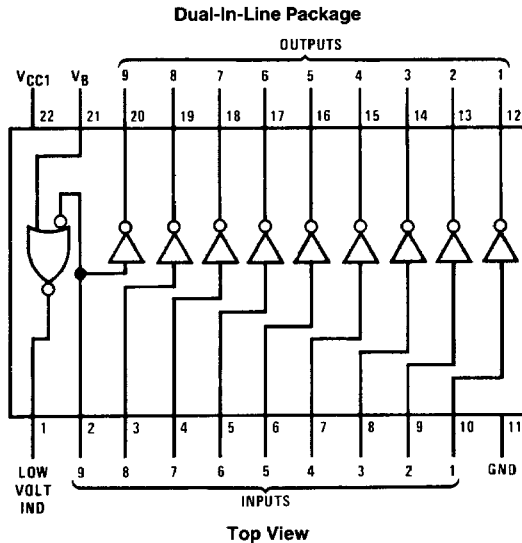 Dual-In-Line Package
OUTPUTS
VCC1 VB 9 8 7 6 5 4 3 2 1
22 21 20 19 18 17 16 15 14 13 12
1 2 3 4 5 6 7 8 9 10 11
LOW VOLT IND
9 8 7 6 5 4 3 2 1 GND
INPUTS
Top View